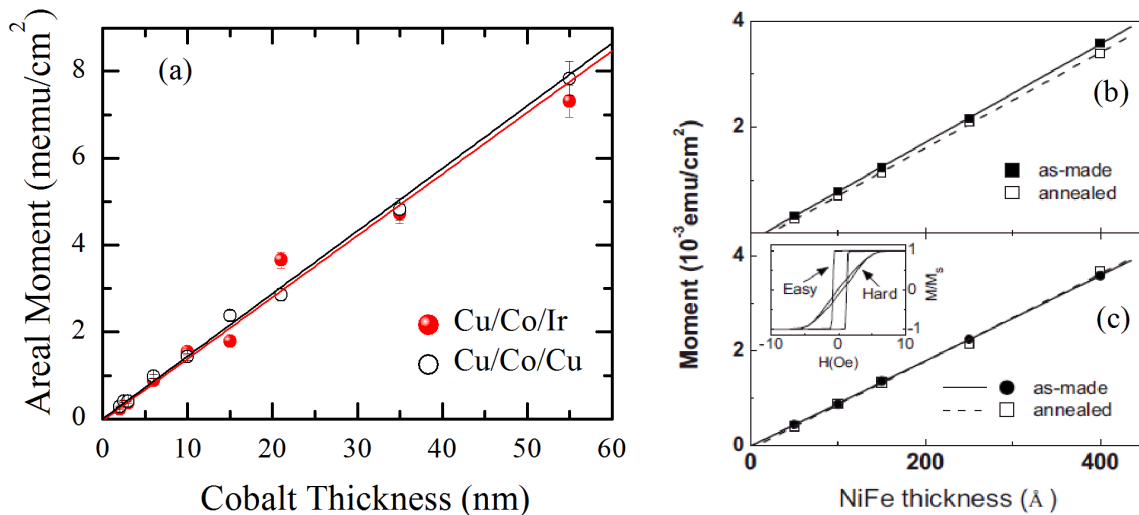 (a)
Areal Moment (memu/cm²)
8
6
4
2
0
0 10 20 30 40 50 60
Cobalt Thickness (nm)
Cu/Co/Ir
Cu/Co/Cu
Moment (10⁻³emu/cm²)
(b)
4
2
as-made
annealed
(c)
4
2
0
Easy
Hard
1
0
-1
M/Mₛ
-10 0 10
H(Oe)
as-made
annealed
0 200 400
NiFe thickness (Å)